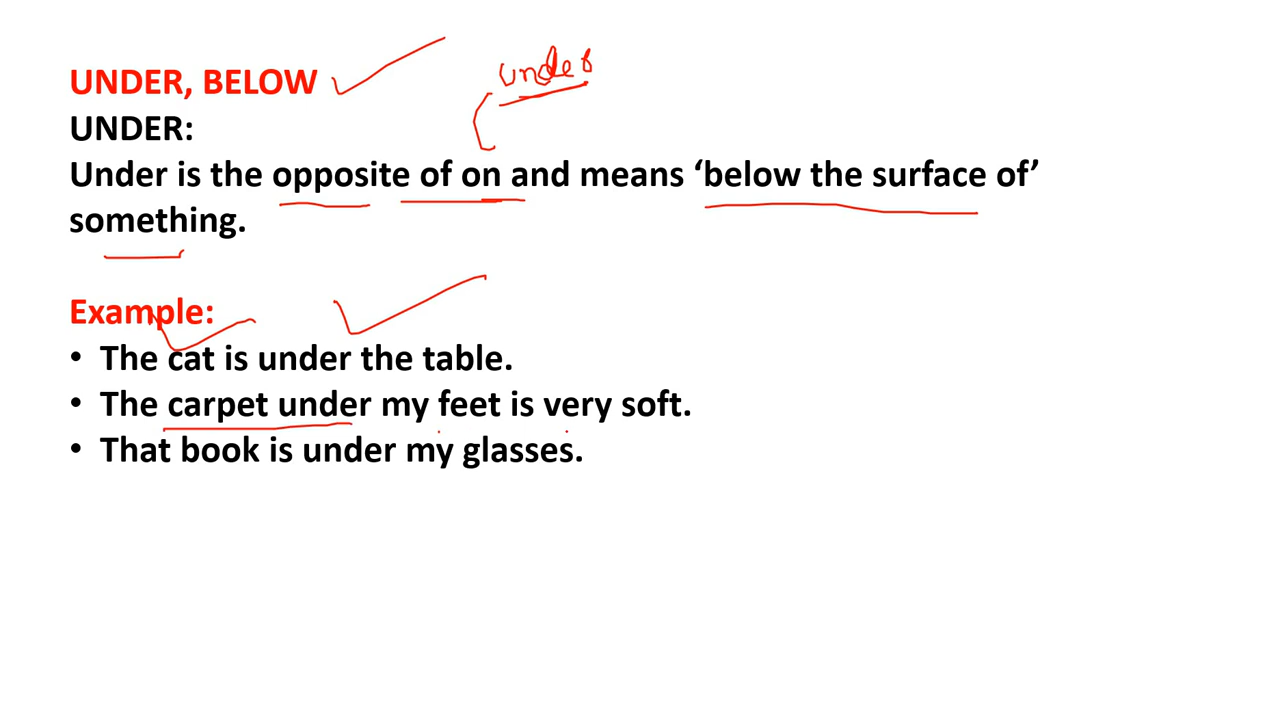 under
UNDER, BELOW
UNDER:
Under is the opposite of on and means ‘below the surface of’
something.
Example:
• The cat is under the table.
• The carpet under my feet is very soft.
• That book is under my glasses.